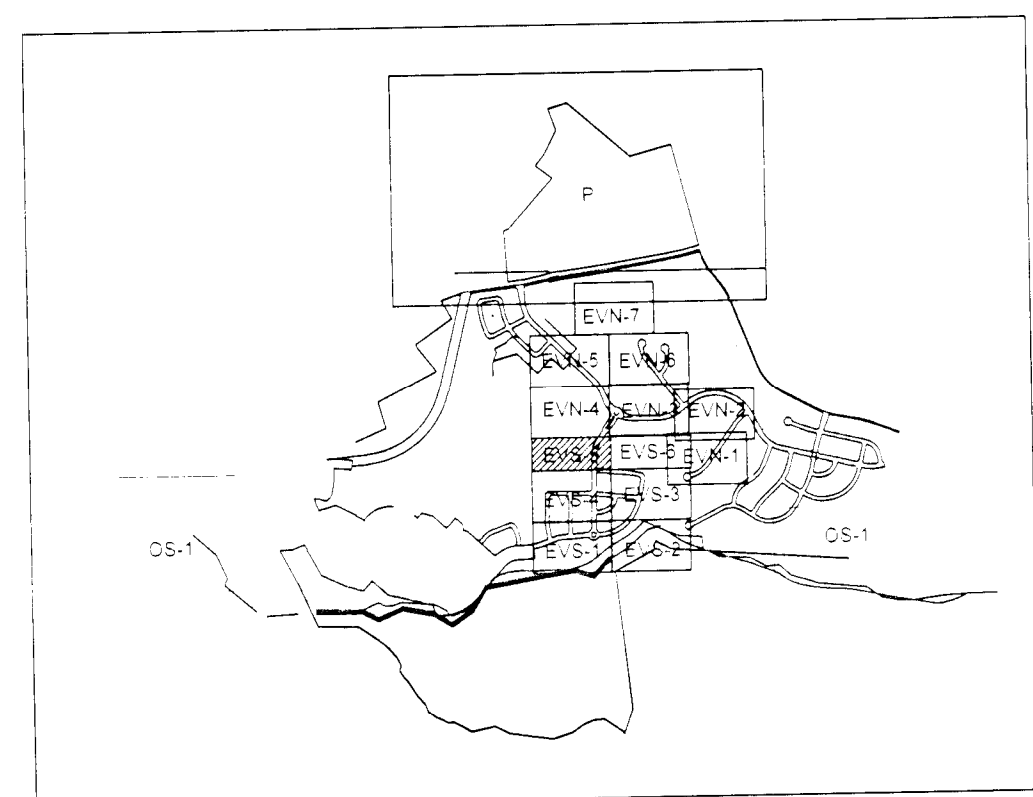 P
EVN-7
EVN-5 EVN-6
EVN-4 EVN-3 EVN-2
EVS-5 EVS-6 EVN-1
EVS-4 EVS-3
OS-1 OS-1
EVS-1 EVS-2